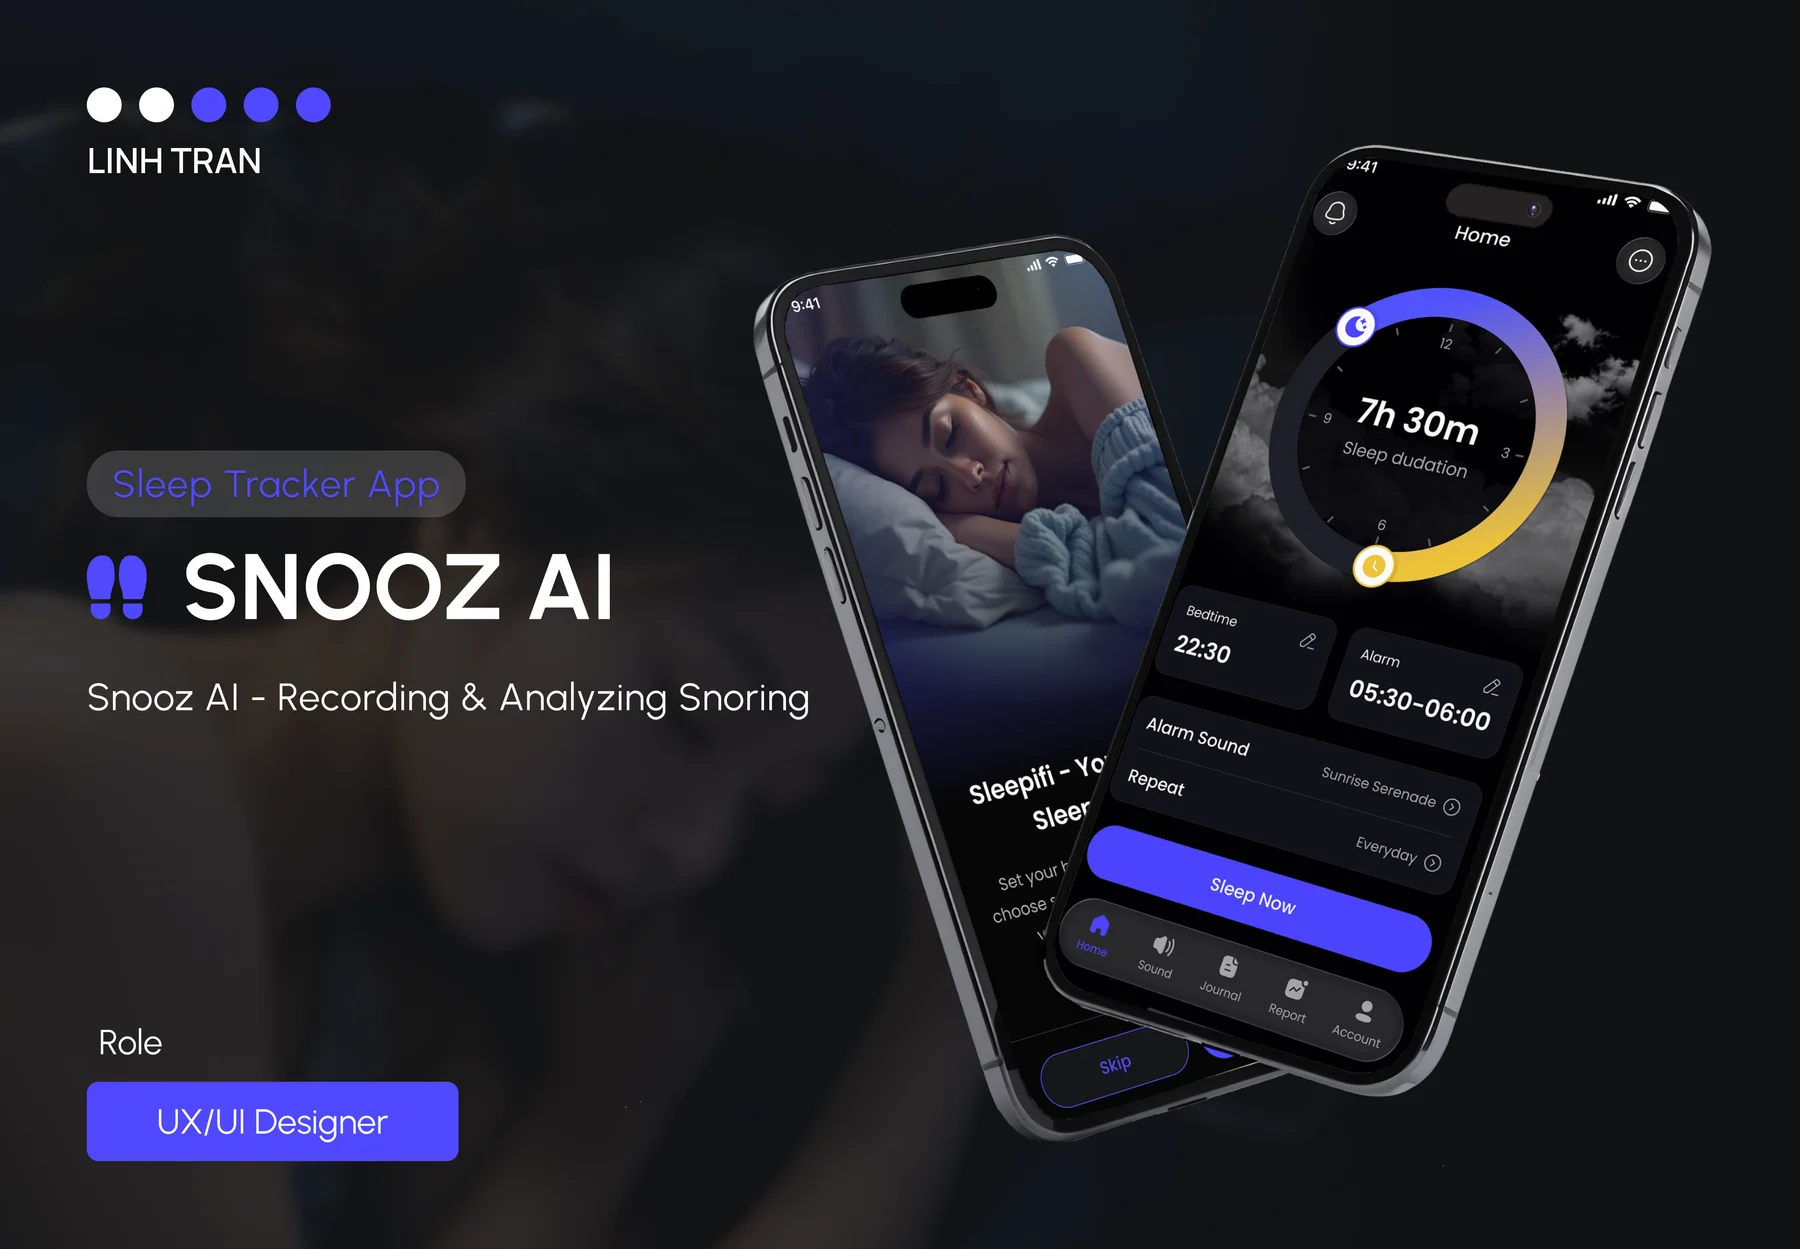 LINH TRAN
Sleep Tracker App
SNOOZ AI
Snooz AI - Recording & Analyzing Snoring
Role
UX/UI Designer
9:41
Sleepifi - Yo
Sleep
Set your
choose
Skip
9:41
Home
12
9
3
6
7h 30m
Sleep dudation
Bedtime
22:30
Alarm
05:30-06:00
Alarm Sound
Sunrise Serenade
Repeat
Everyday
Sleep Now
Home
Sound
Journal
Report
Account